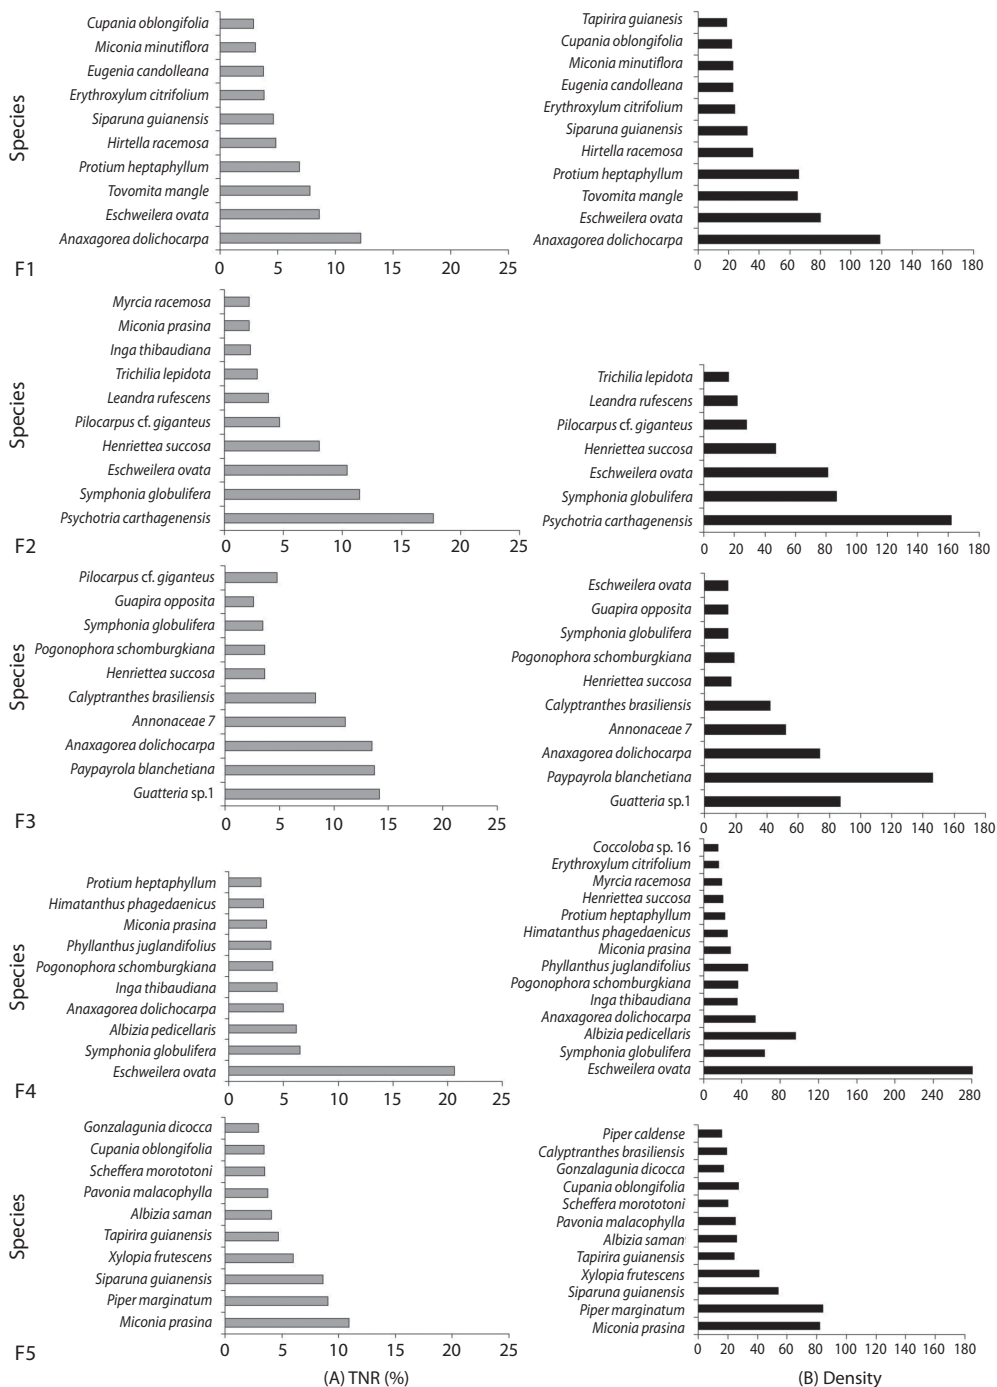 Species
Cupania oblongifolia
Miconia minutiflora
Eugenia candolleana
Erythroxylum citrifolium
Siparuna guianensis
Hirtella racemosa
Protium heptaphyllum
Tovomita mangle
Eschweilera ovata
Anaxagorea dolichocarpa
0 5 10 15 20 25
F1
Tapirira guianesis
Cupania oblongifolia
Miconia minutiflora
Eugenia candolleana
Erythroxylum citrifolium
Siparuna guianensis
Hirtella racemosa
Protium heptaphyllum
Tovomita mangle
Eschweilera ovata
Anaxagorea dolichocarpa
0 20 40 60 80 100 120 140 160 180
Species
Myrcia racemosa
Miconia prasina
Inga thibaudiana
Trichilia lepidota
Leandra rufescens
Pilocarpus cf. giganteus
Henriettea succosa
Eschweilera ovata
Symphonia globulifera
Psychotria carthagenensis
0 5 10 15 20 25
F2
Trichilia lepidota
Leandra rufescens
Pilocarpus cf. giganteus
Henriettea succosa
Eschweilera ovata
Symphonia globulifera
Psychotria carthagenensis
0 20 40 60 80 100 120 140 160 180
Species
Pilocarpus cf. giganteus
Guapira opposita
Symphonia globulifera
Pogonophora schomburgkiana
Henriettea succosa
Calyptranthes brasiliensis
Annonaceae 7
Anaxagorea dolichocarpa
Paypayrola blanchetiana
Guatteria sp.1
0 5 10 15 20 25
F3
Eschweilera ovata
Guapira opposita
Symphonia globulifera
Pogonophora schomburgkiana
Henriettea succosa
Calyptranthes brasiliensis
Annonaceae 7
Anaxagorea dolichocarpa
Paypayrola blanchetiana
Guatteria sp.1
0 20 40 60 80 100 120 140 160 180
Species
Protium heptaphyllum
Himatanthus phagedaenicus
Miconia prasina
Phyllanthus juglandifolius
Pogonophora schomburgkiana
Inga thibaudiana
Anaxagorea dolichocarpa
Albizia pedicellaris
Symphonia globulifera
Eschweilera ovata
0 5 10 15 20 25
F4
Coccoloba sp. 16
Erythroxylum citrifolium
Myrcia racemosa
Henriettea succosa
Protium heptaphyllum
Himatanthus phagedaenicus
Miconia prasina
Phyllanthus juglandifolius
Pogonophora schomburgkiana
Inga thibaudiana
Anaxagorea dolichocarpa
Albizia pedicellaris
Symphonia globulifera
Eschweilera ovata
0 40 80 120 160 200 240 280
Species
Gonzalagunia dicocca
Cupania oblongifolia
Scheffera morototoni
Pavonia malacophylla
Albizia saman
Tapirira guianensis
Xylopia frutescens
Siparuna guianensis
Piper marginatum
Miconia prasina
0 5 10 15 20 25
F5
(A) TNR (%)
Piper caldense
Calyptranthes brasiliensis
Gonzalagunia dicocca
Cupania oblongifolia
Scheffera morototoni
Pavonia malacophylla
Albizia saman
Tapirira guianensis
Xylopia frutescens
Siparuna guianensis
Piper marginatum
Miconia prasina
0 20 40 60 80 100 120 140 160 180
(B) Density